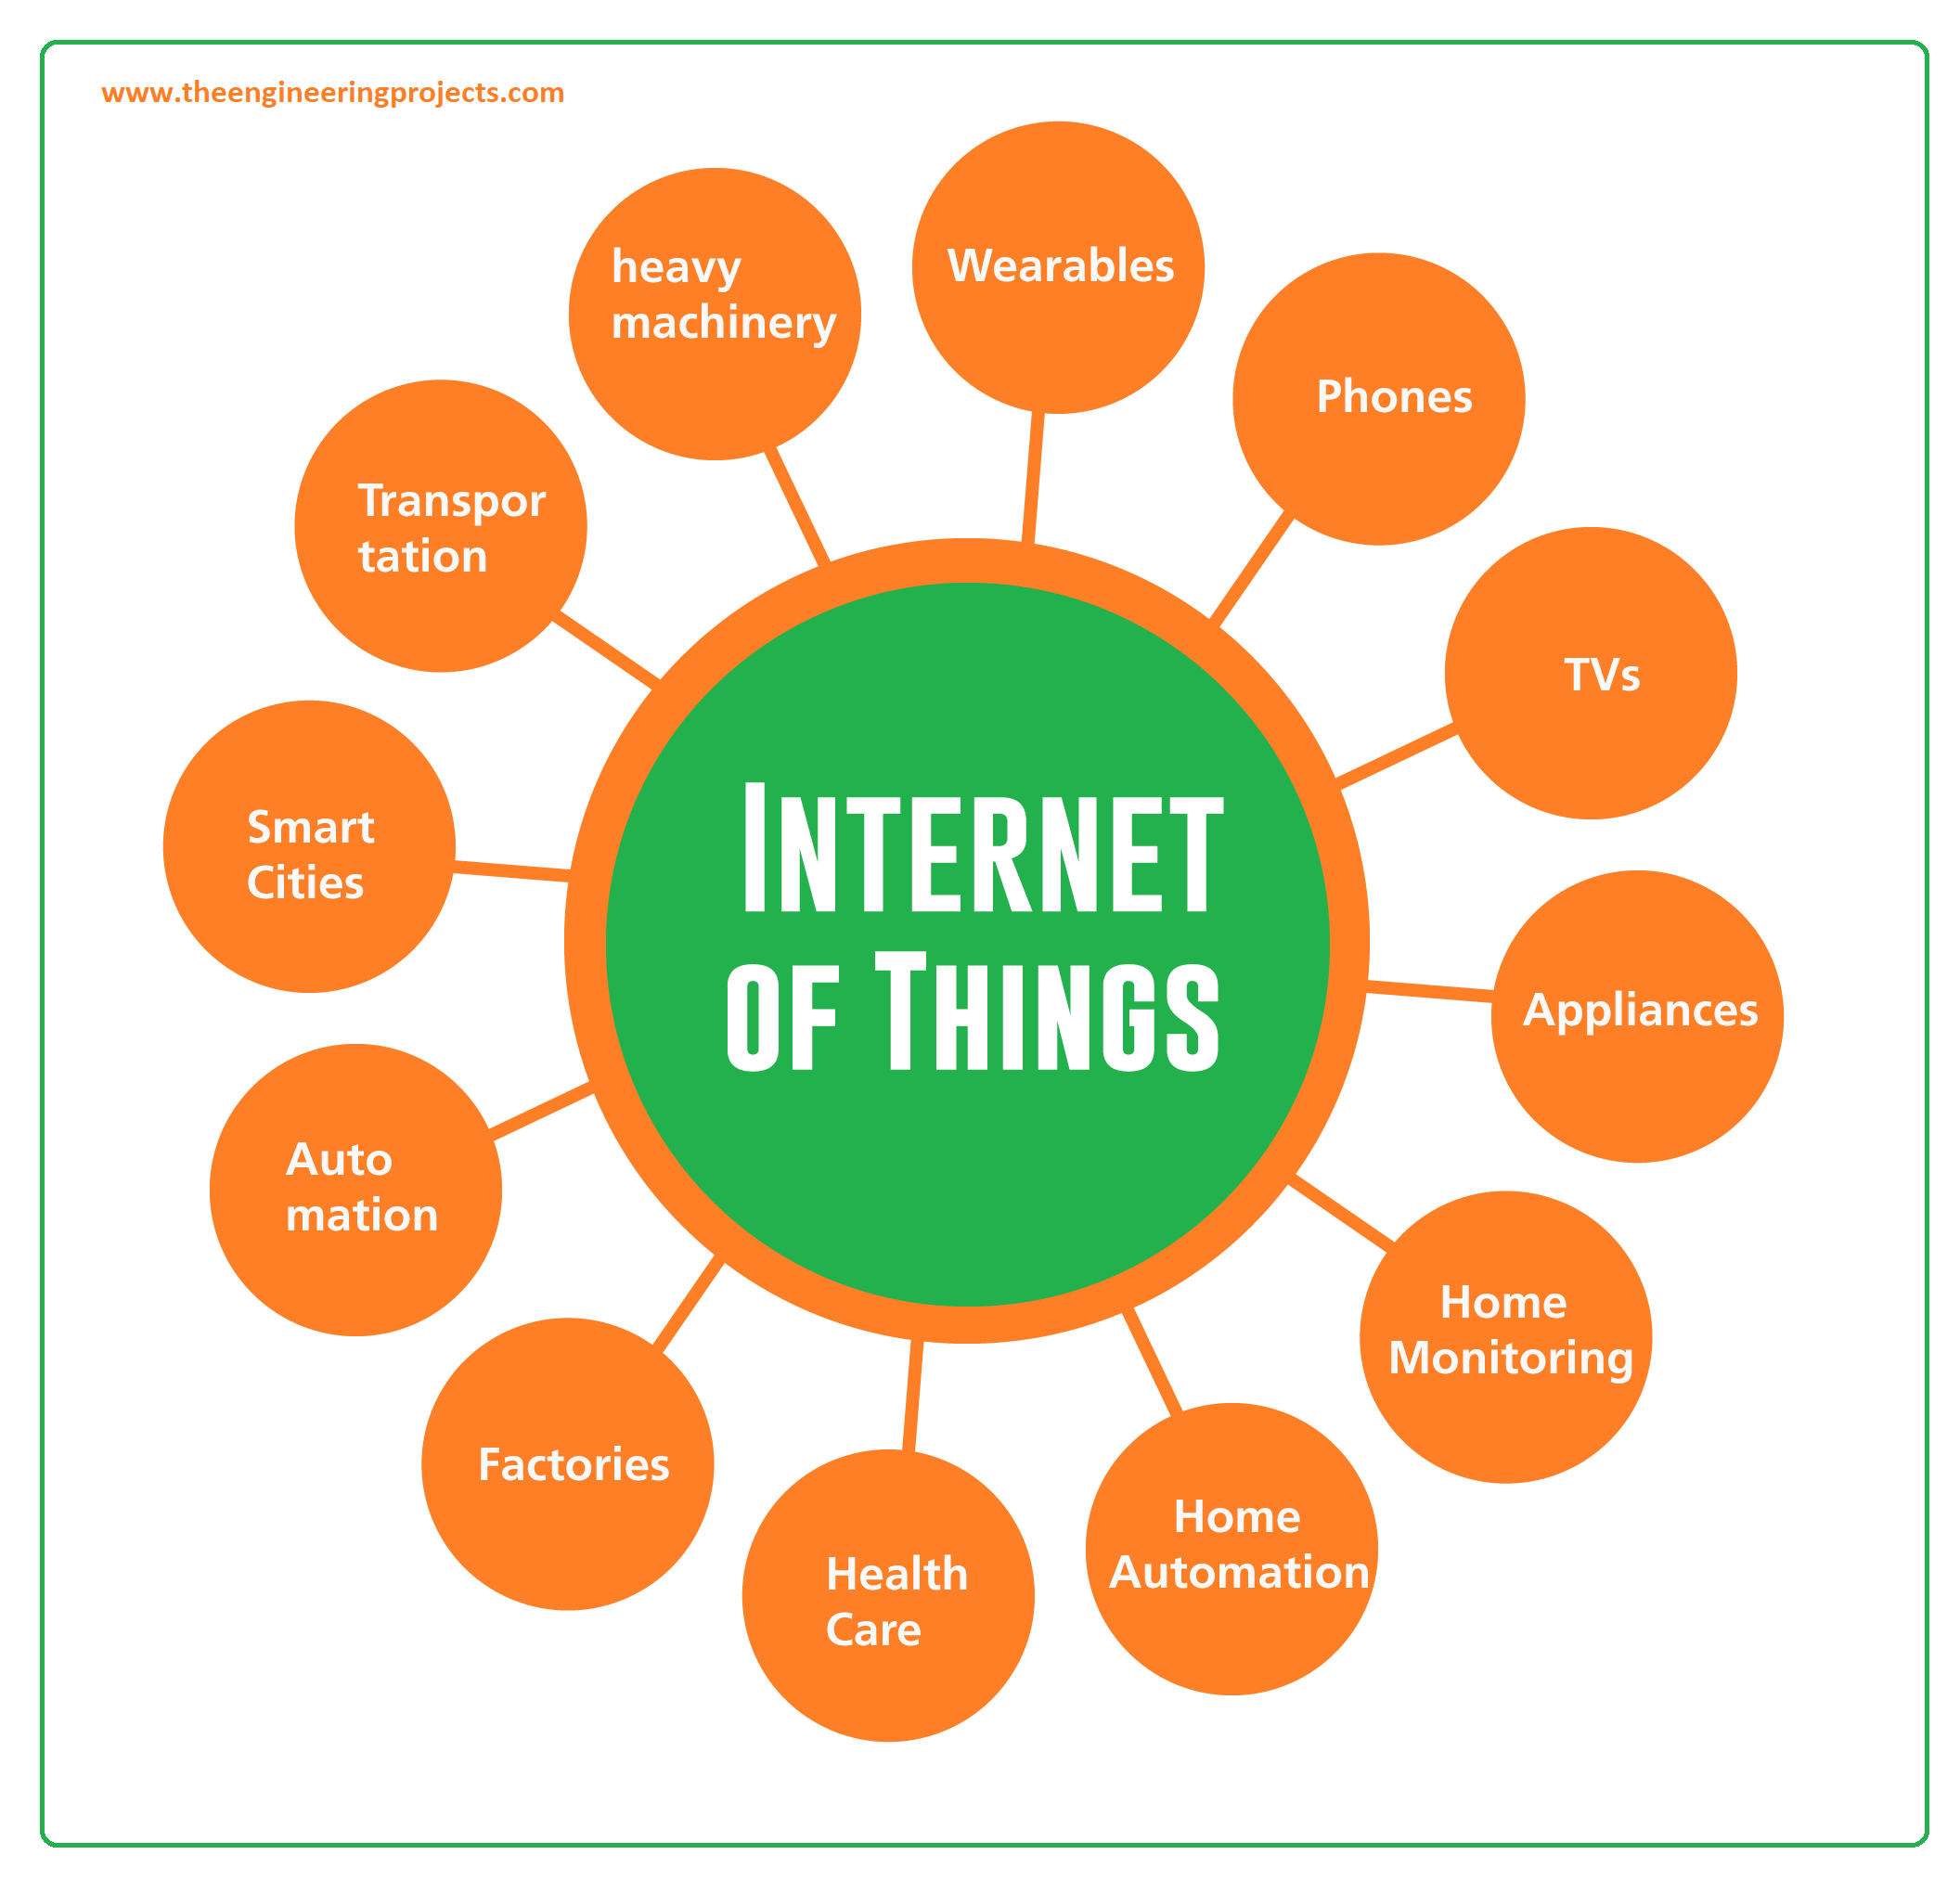 www.theengineeringprojects.com
heavy
machinery
Wearables
Phones
TVs
Appliances
Home
Monitoring
Home
Automation
Health
Care
Factories
Auto
mation
Smart
Cities
Transpor
tation
INTERNET
OF THINGS